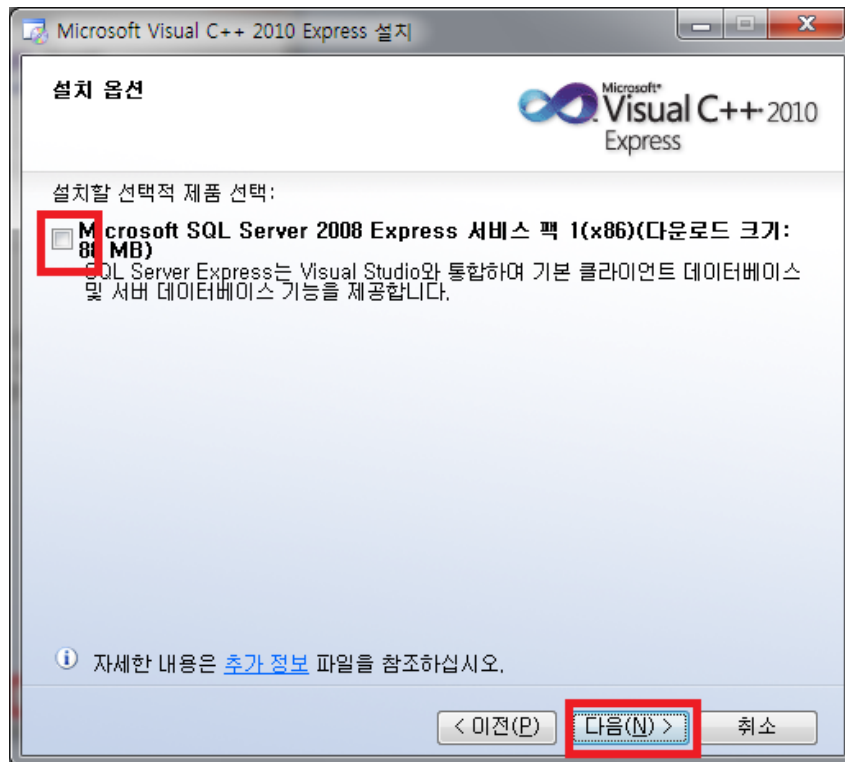 Microsoft Visual C++ 2010 Express 설치
설치 옵션
Microsoft
Visual C++ 2010
Express
설치할 선택적 제품 선택:
Microsoft SQL Server 2008 Express 서비스 팩 1(x86)(다운로드 크기:
MB)
SQL Server Express는 Visual Studio와 통합하여 기본 클라이언트 데이터베이스
및 서버 데이터베이스 기능을 제공합니다.
자세한 내용은 추가 정보 파일을 참조하십시오.
< 이전(P)
다음(N) >
취소